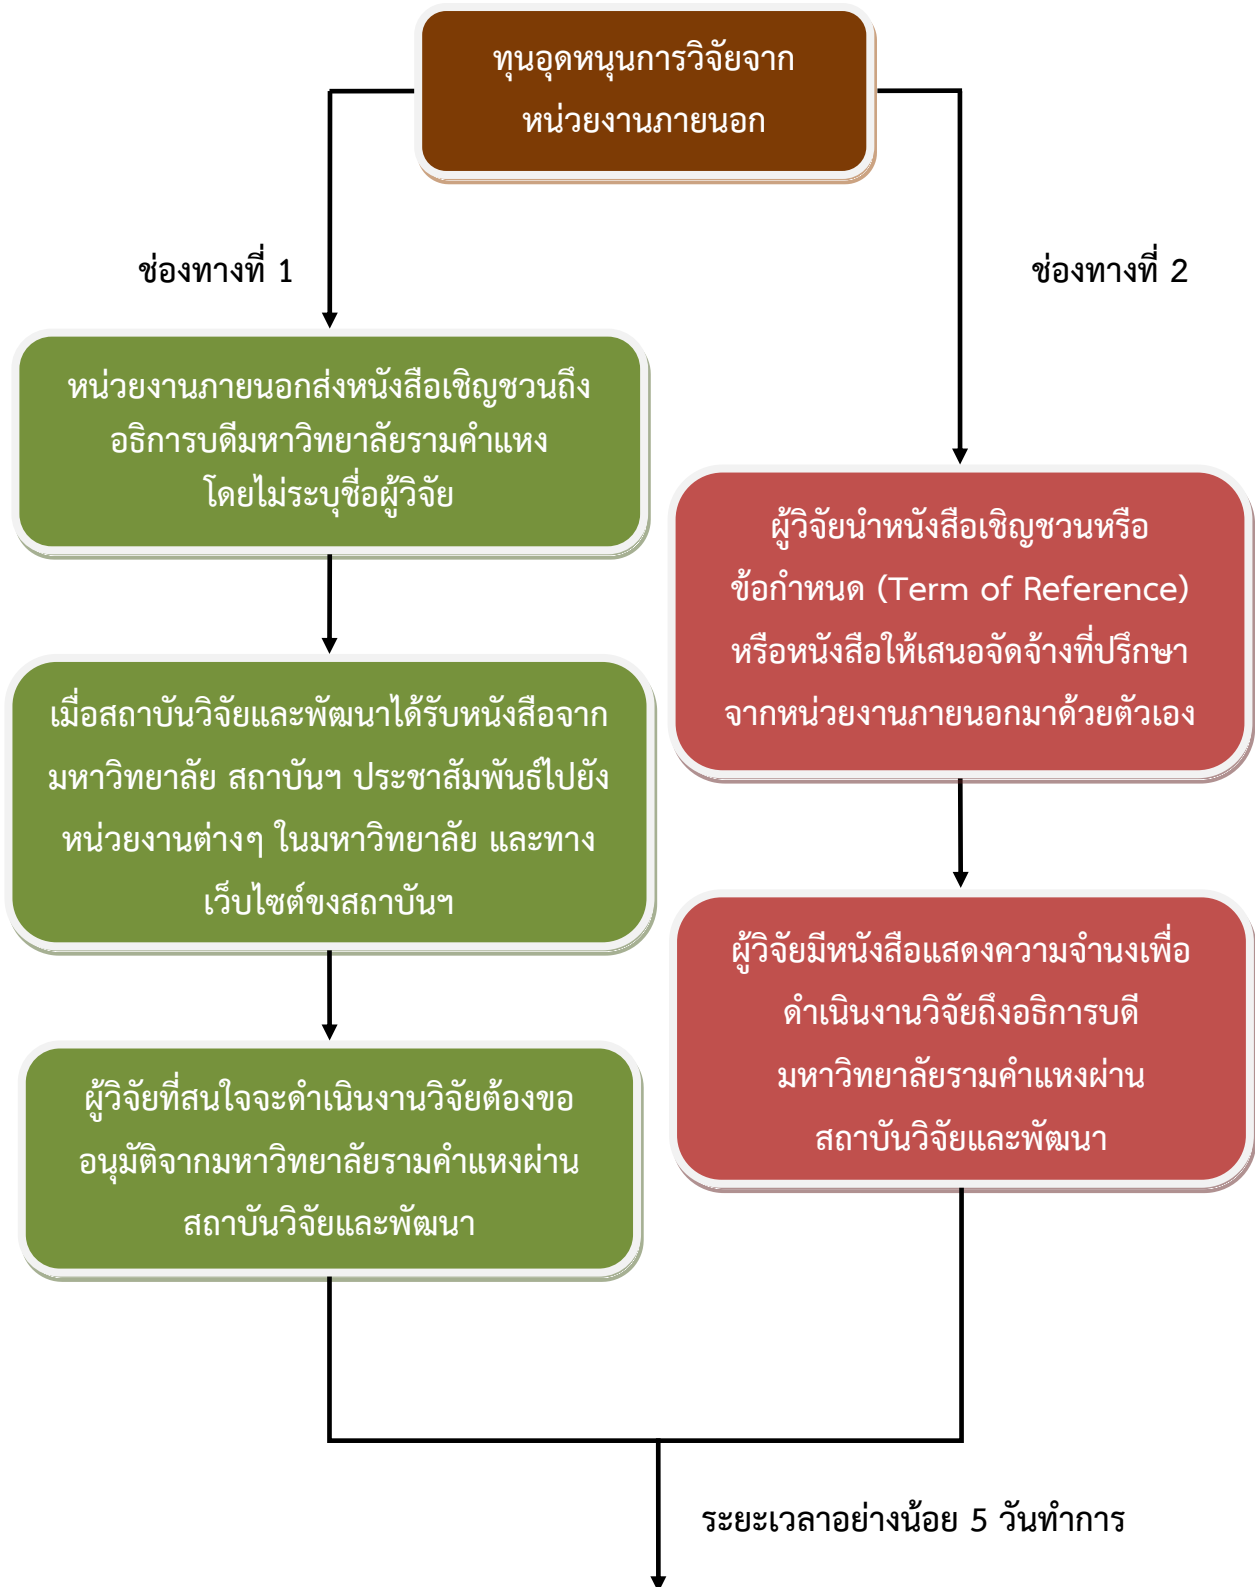 ทุนอุดหนุนการวิจัยจาก
หน่วยงานภายนอก
ช่องทางที่ 1
ช่องทางที่ 2
หน่วยงานภายนอกส่งหนังสือเชิญชวนถึง
อธิการบดีมหาวิทยาลัยรามคำแหง
โดยไม่ระบุชื่อผู้วิจัย
ผู้วิจัยนำหนังสือเชิญชวนหรือ
ข้อกำหนด (Term of Reference)
หรือหนังสือให้เสนอจัดจ้างที่ปรึกษา
จากหน่วยงานภายนอกมาด้วยตัวเอง
เมื่อสถาบันวิจัยและพัฒนาได้รับหนังสือจาก
มหาวิทยาลัย สถาบันฯ ประชาสัมพันธ์ไปยัง
หน่วยงานต่างๆ ในมหาวิทยาลัย และทาง
เว็บไซต์ขงสถาบันฯ
ผู้วิจัยมีหนังสือแสดงความจำนงเพื่อ
ดำเนินงานวิจัยถึงอธิการบดี
มหาวิทยาลัยรามคำแหงผ่าน
สถาบันวิจัยและพัฒนา
ผู้วิจัยที่สนใจจะดำเนินงานวิจัยต้องขอ
อนุมัติจากมหาวิทยาลัยรามคำแหงผ่าน
สถาบันวิจัยและพัฒนา
ระยะเวลาอย่างน้อย 5 วันทำการ